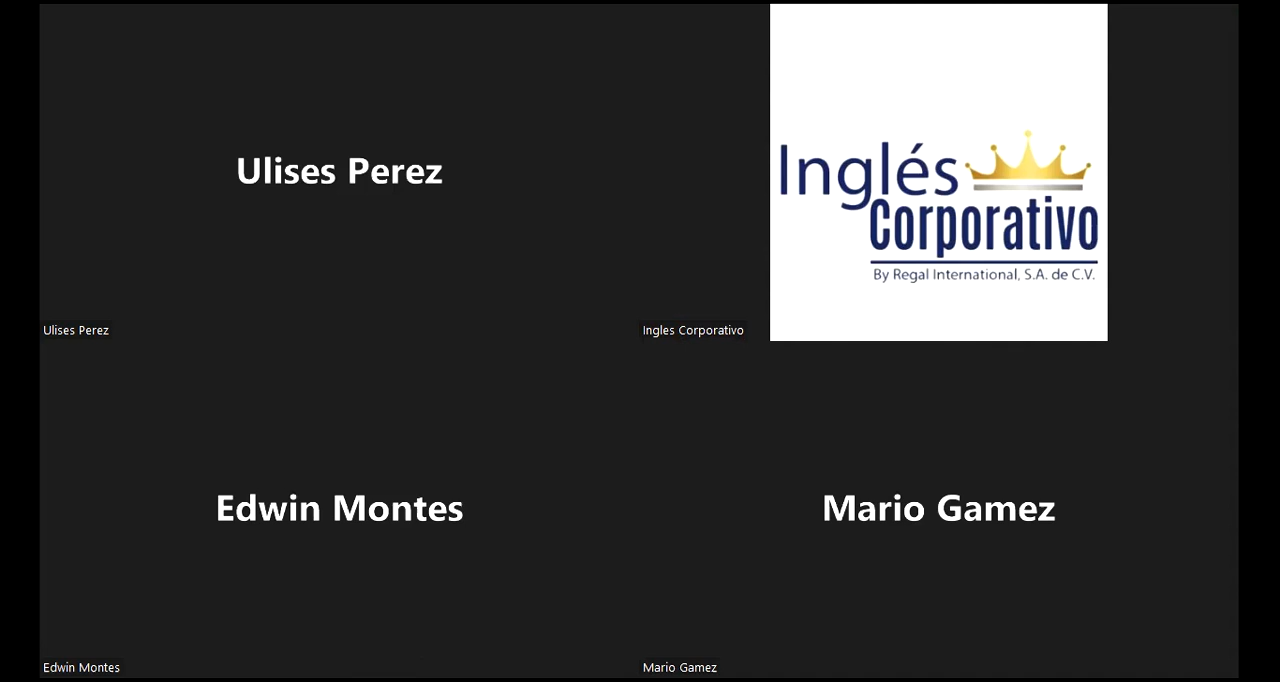 Ulises Perez
Inglés
Corporativo
By Regal International, S.A. de C.V.
Ulises Perez
Ingles Corporativo
Edwin Montes
Mario Gamez
Edwin Montes
Mario Gamez